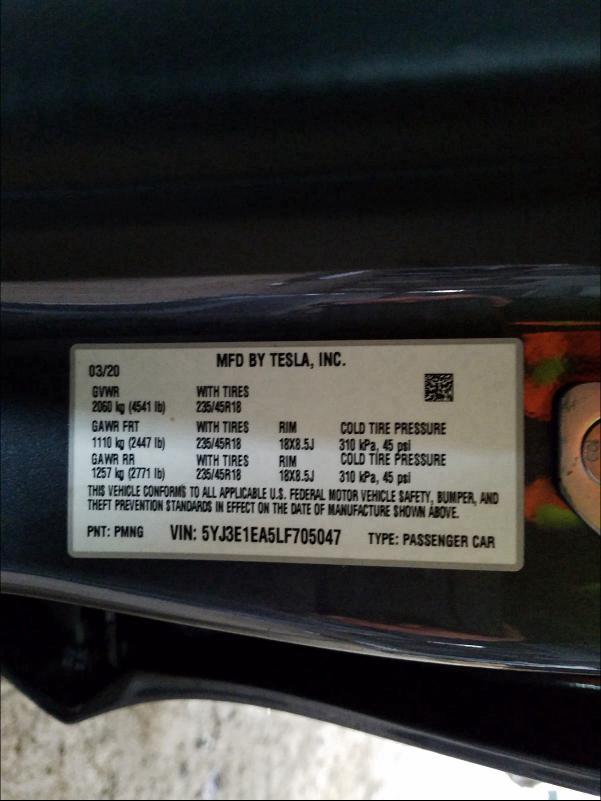 MFD BY TESLA, INC.
03/20
GVWR WITH TIRES
2060 kg (4541 lb) 235/45R18
GAWR FRT WITH TIRES RIM COLD TIRE PRESSURE
1110 kg (2447 lb) 235/45R18 18X8.5J 310 kPa, 45 psi
GAWR RR WITH TIRES RIM COLD TIRE PRESSURE
1257 kg (2771 lb) 235/45R18 18X8.5J 310 kPa, 45 psi
THIS VEHICLE CONFORMS TO ALL APPLICABLE U.S. FEDERAL MOTOR VEHICLE SAFETY, BUMPER, AND
THEFT PREVENTION STANDARDS IN EFFECT ON THE DATE OF MANUFACTURE SHOWN ABOVE.
PNT: PMNG VIN: 5YJ3E1EA5LF705047 TYPE: PASSENGER CAR